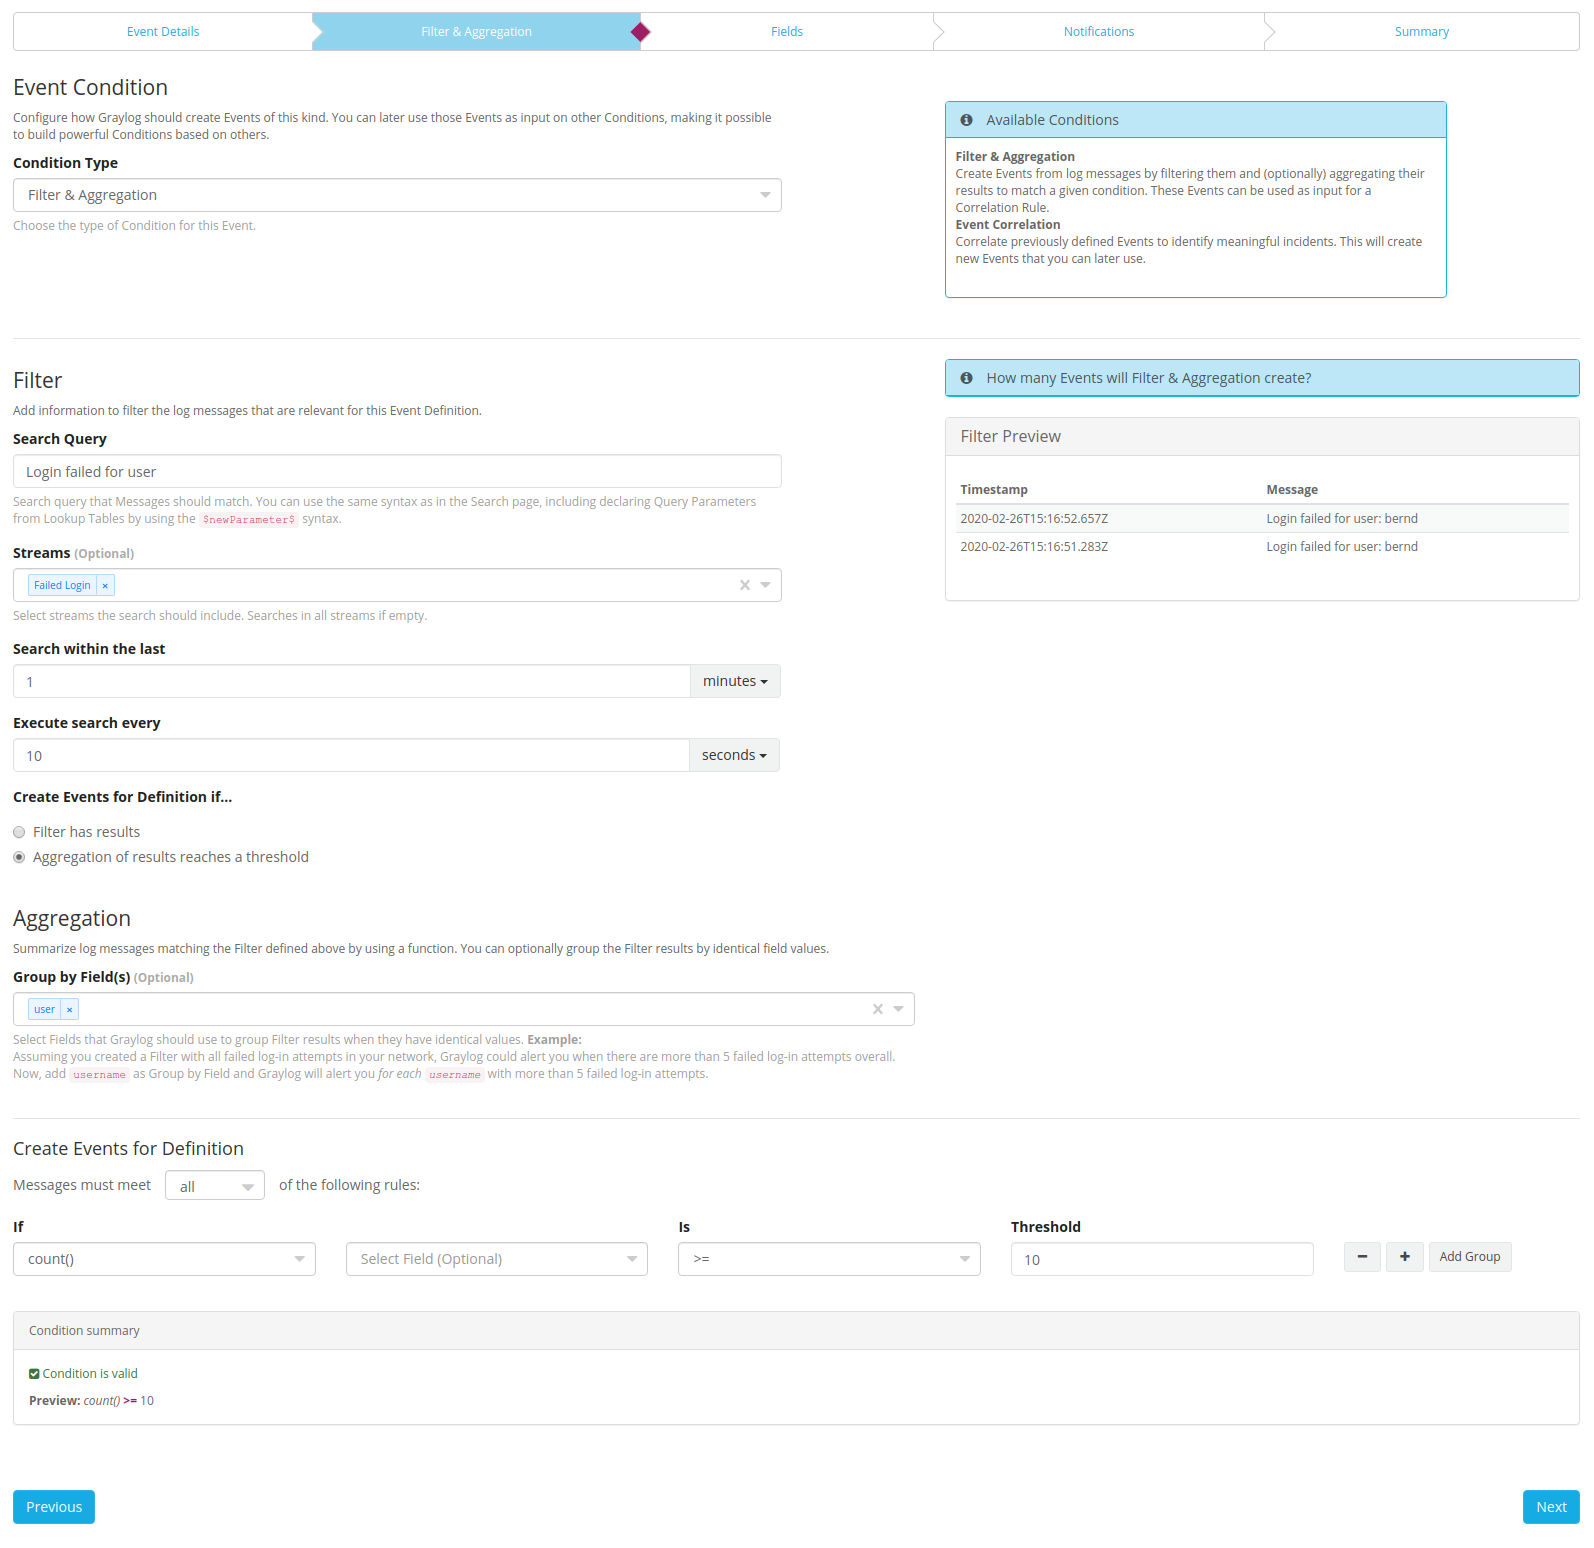 Event Details
Filter & Aggregation
Fields
Notifications
Summary
Event Condition
Configure how Graylog should create Events of this kind. You can later use those Events as input on other Conditions, making it possible
to build powerful Conditions based on others.
Condition Type
Filter & Aggregation
Choose the type of Condition for this Event.
Available Conditions
Filter & Aggregation
Create Events from log messages by filtering them and (optionally) aggregating their
results to match a given condition. These Events can be used as input for a
Correlation Rule.
Event Correlation
Correlate previously defined Events to identify meaningful incidents. This will create
new Events that you can later use.
Filter
Add information to filter the log messages that are relevant for this Event Definition.
Search Query
Login failed for user
Search query that Messages should match. You can use the same syntax as in the Search page, including declaring Query Parameters
from Lookup Tables by using the $newParameter$ syntax.
Streams (Optional)
Failed Login ×
Select streams the search should include. Searches in all streams if empty.
Search within the last
1 minutes
Execute search every
10 seconds
Create Events for Definition if...
Filter has results
Aggregation of results reaches a threshold
How many Events will Filter & Aggregation create?
Filter Preview
Timestamp Message
2020-02-26T15:16:52.657Z Login failed for user: bernd
2020-02-26T15:16:51.283Z Login failed for user: bernd
Aggregation
Summarize log messages matching the Filter defined above by using a function. You can optionally group the Filter results by identical field values.
Group by Field(s) (Optional)
user ×
Select Fields that Graylog should use to group Filter results when they have identical values. Example:
Assuming you created a Filter with all failed log-in attempts in your network, Graylog could alert you when there are more than 5 failed log-in attempts overall.
Now, add username as Group by Field and Graylog will alert you for each username with more than 5 failed log-in attempts.
Create Events for Definition
Messages must meet all of the following rules:
If Is Threshold
count() Select Field (Optional) >= 10 − + Add Group
Condition summary
Condition is valid
Preview: count() >= 10
Previous
Next